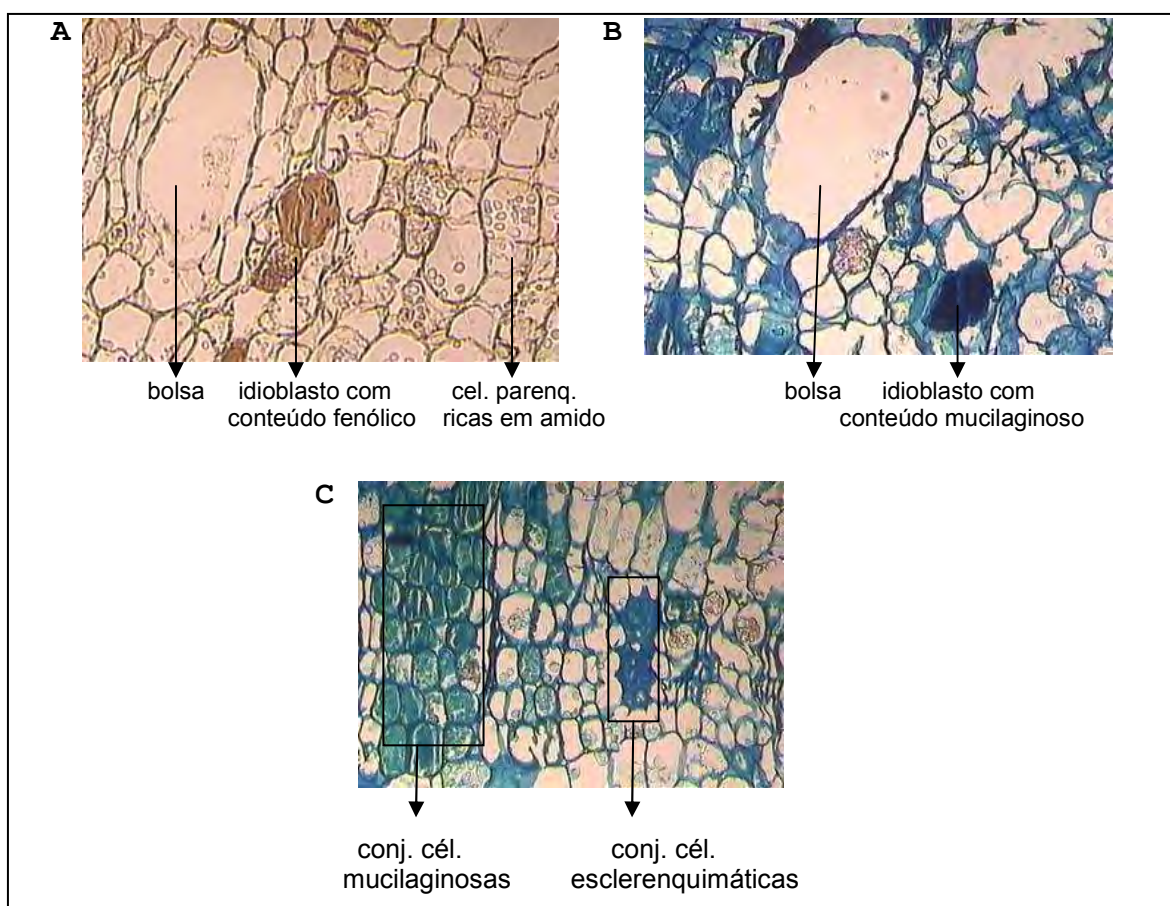 A
B
bolsa
idioblasto com
conteúdo fenólico
cel. parenq.
ricas em amido
bolsa
idioblasto com
conteúdo mucilaginoso
C
conj. cél.
mucilaginosas
conj. cél.
esclerenquimáticas